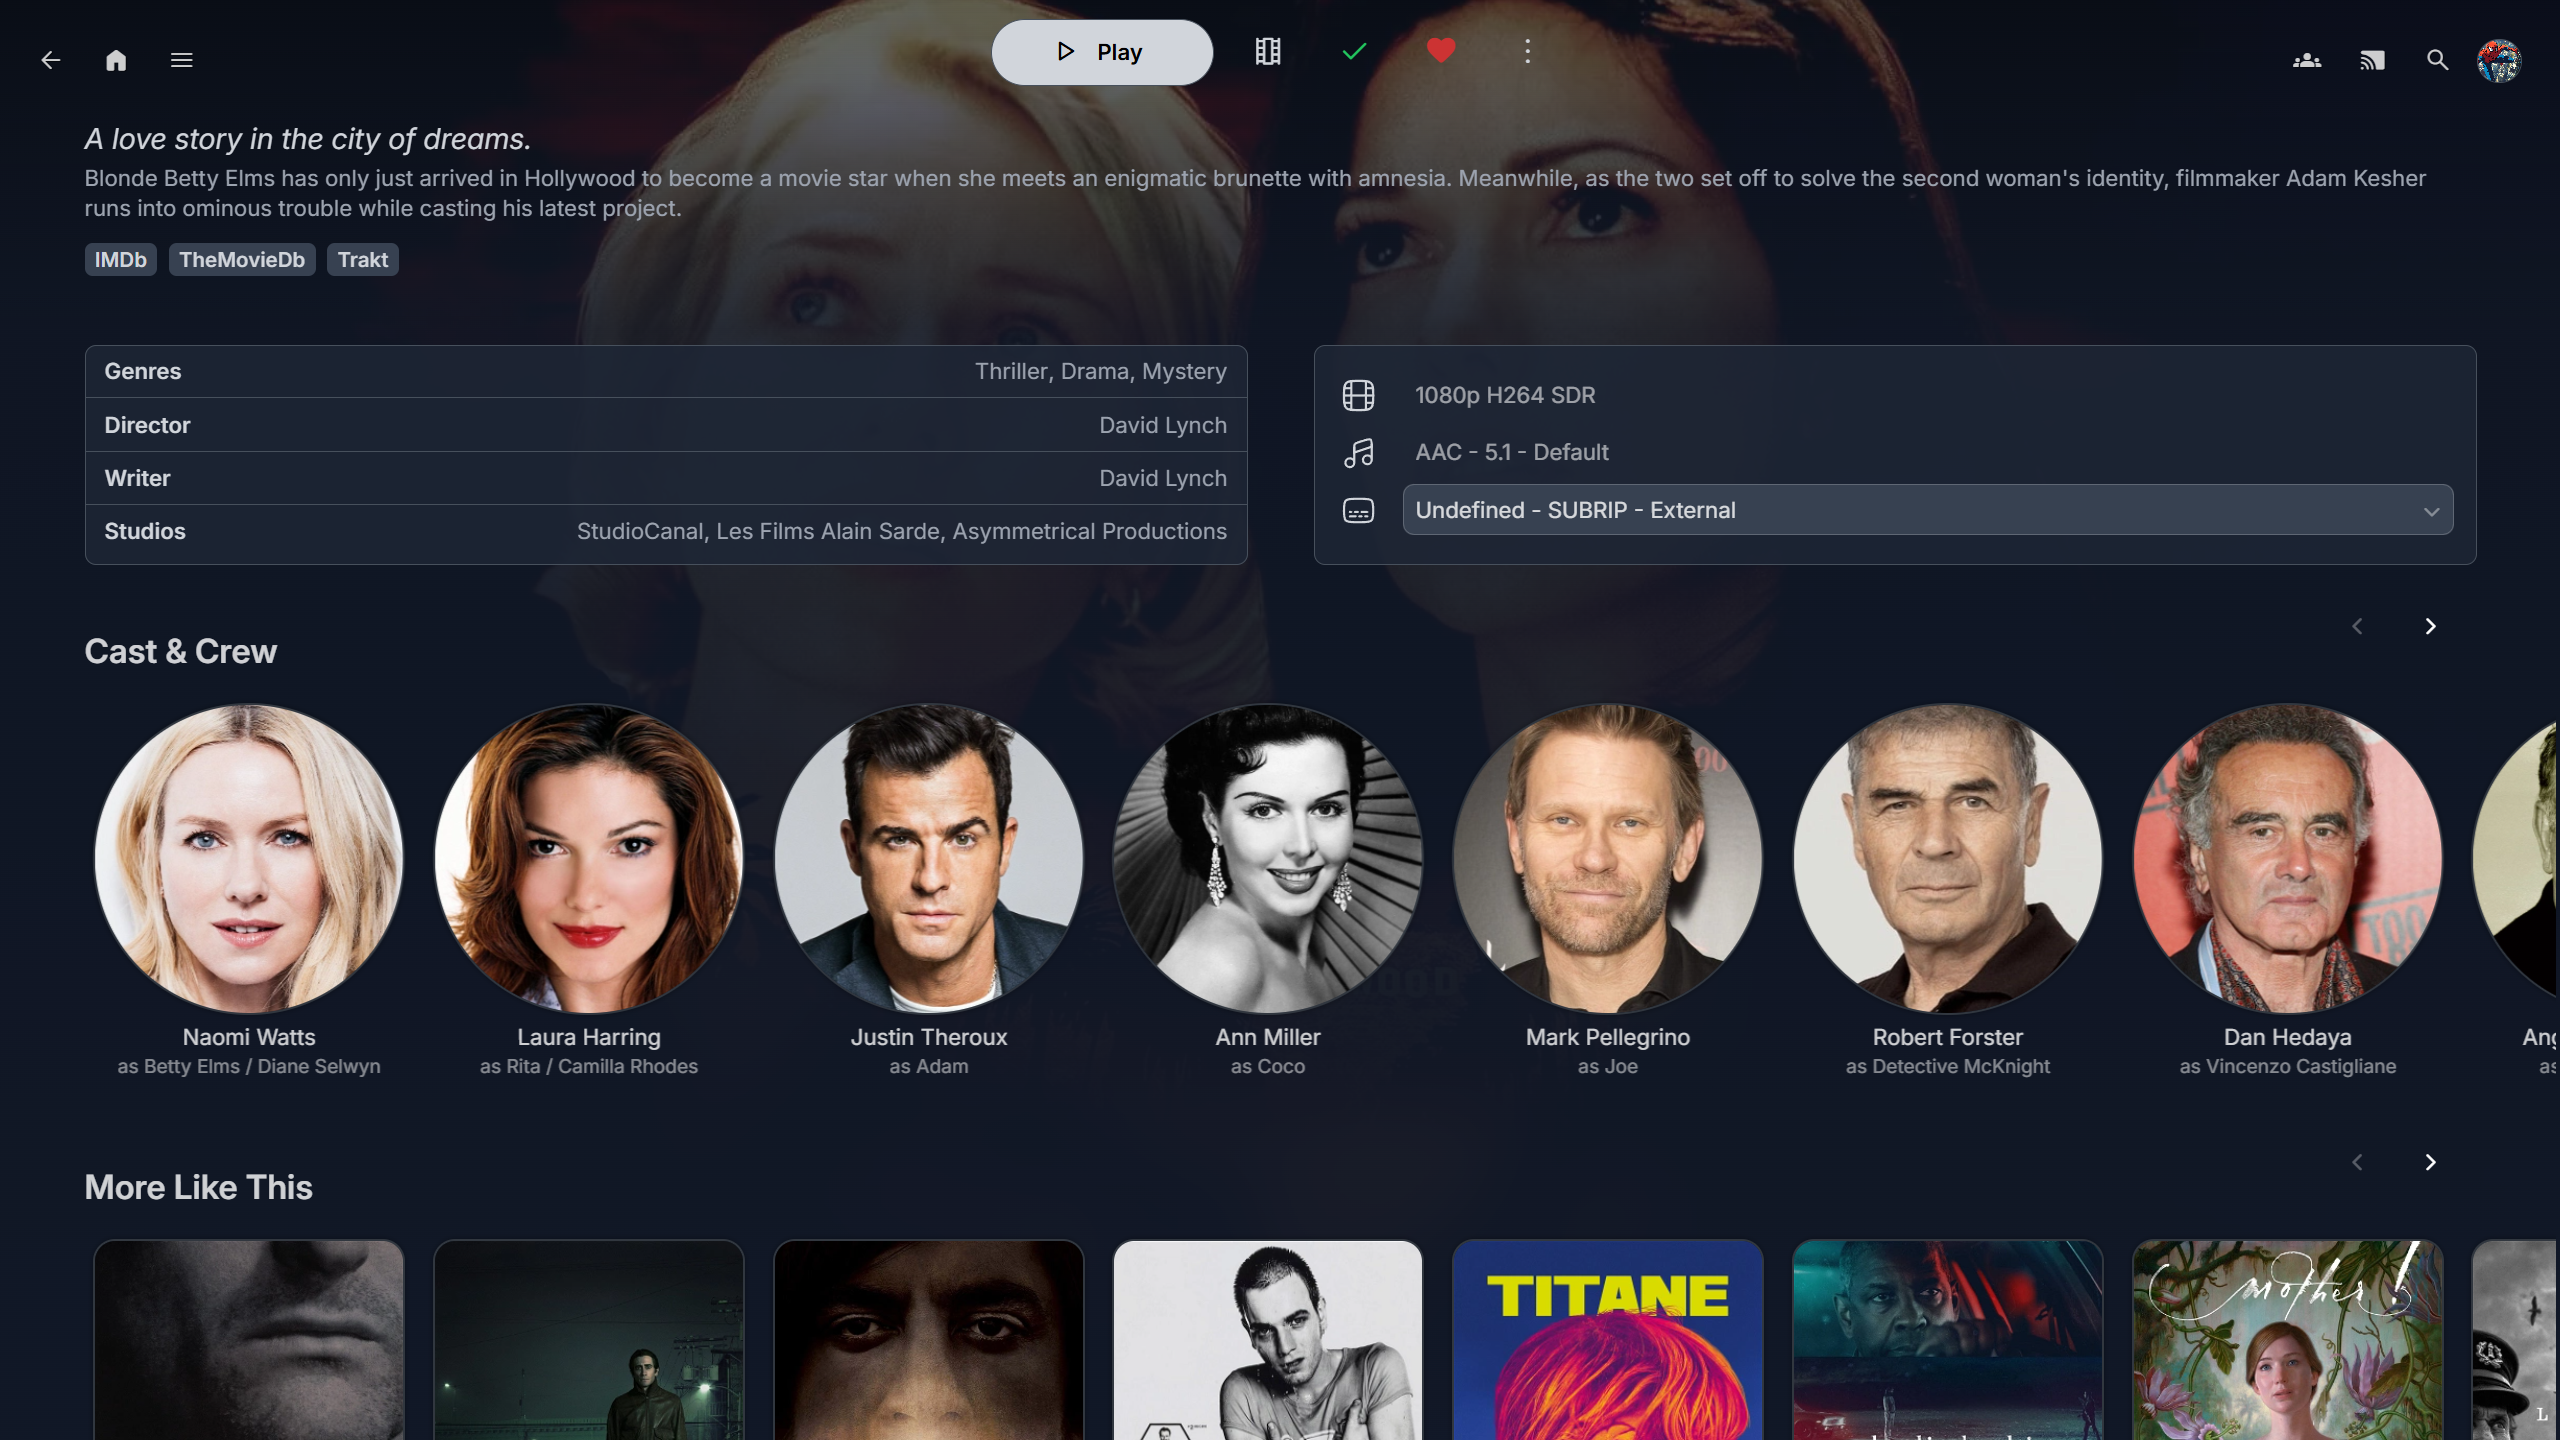 Play
A love story in the city of dreams.
Blonde Betty Elms has only just arrived in Hollywood to become a movie star when she meets an enigmatic brunette with amnesia. Meanwhile, as the two set off to solve the second woman's identity, filmmaker Adam Kesher
runs into ominous trouble while casting his latest project.
IMDb TheMovieDb Trakt
Genres Thriller, Drama, Mystery
Director David Lynch
Writer David Lynch
Studios StudioCanal, Les Films Alain Sarde, Asymmetrical Productions
1080p H264 SDR
AAC - 5.1 - Default
Undefined - SUBRIP - External
Cast & Crew
Naomi Watts
as Betty Elms / Diane Selwyn
Laura Harring
as Rita / Camilla Rhodes
Justin Theroux
as Adam
Ann Miller
as Coco
Mark Pellegrino
as Joe
Robert Forster
as Detective McKnight
Dan Hedaya
as Vincenzo Castigliane
More Like This
TITANE
mother!